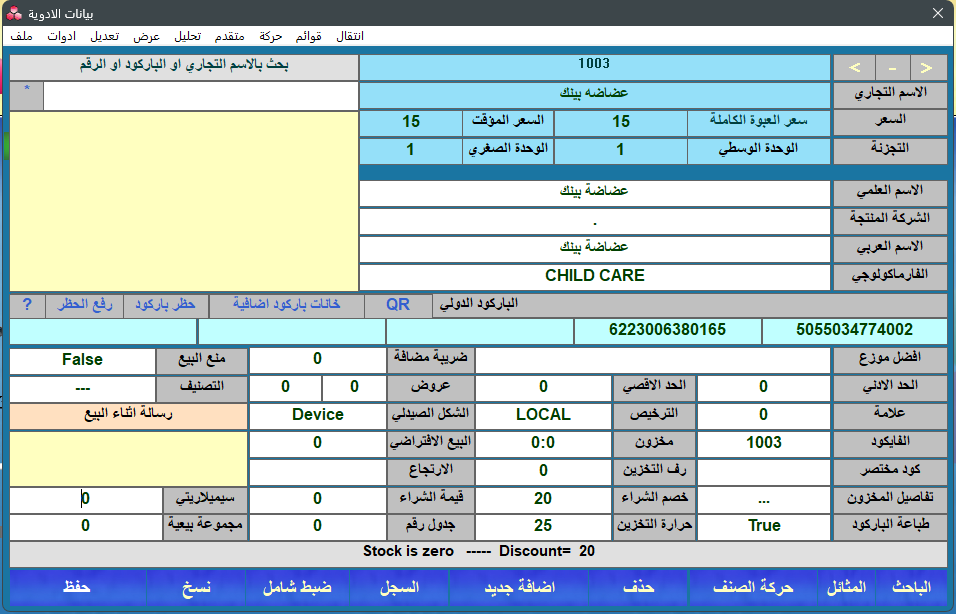 بيانات الادوية
ملف ادوات تعديل عرض تحليل متقدم حركة قوائم انتقال
< - > 1003 بحث بالاسم التجاري او الباركود او الرقم
الاسم التجاري عضاضه بينك *
السعر سعر العبوة الكاملة 15 السعر المؤقت 15
التجزئة الوحدة الوسطي 1 الوحدة الصغري 1
الاسم العلمي عضاضة بينك
الشركة المنتجة .
الاسم العربي عضاضة بينك
الفارماكولوجي CHILD CARE
الباركود الدولي QR خانات باركود اضافية حظر باركود رفع الحظر ?
5055034774002 6223006380165
افضل موزع ضريبة مضافة 0 منع البيع False
الحد الادني 0 الحد الاقصي 0 عروض 0 0 التصنيف ---
علامة 0 الترخيص LOCAL الشكل الصيدلي Device رسالة اثناء البيع
الفايكود 1003 مخزون 0:0 البيع الافتراضي 0
كود مختصر رف التخزين 0 الارتجاع
تفاصيل المخزون ... خصم الشراء 20 قيمة الشراء 0 سيميلاريتي 0
طباعة الباركود True حرارة التخزين 25 جدول رقم 0 مجموعة بيعية 0
Stock is zero ----- Discount= 20
الباحث المثائل حركة الصنف حذف اضافة جديد السجل ضبط شامل نسخ حفظ